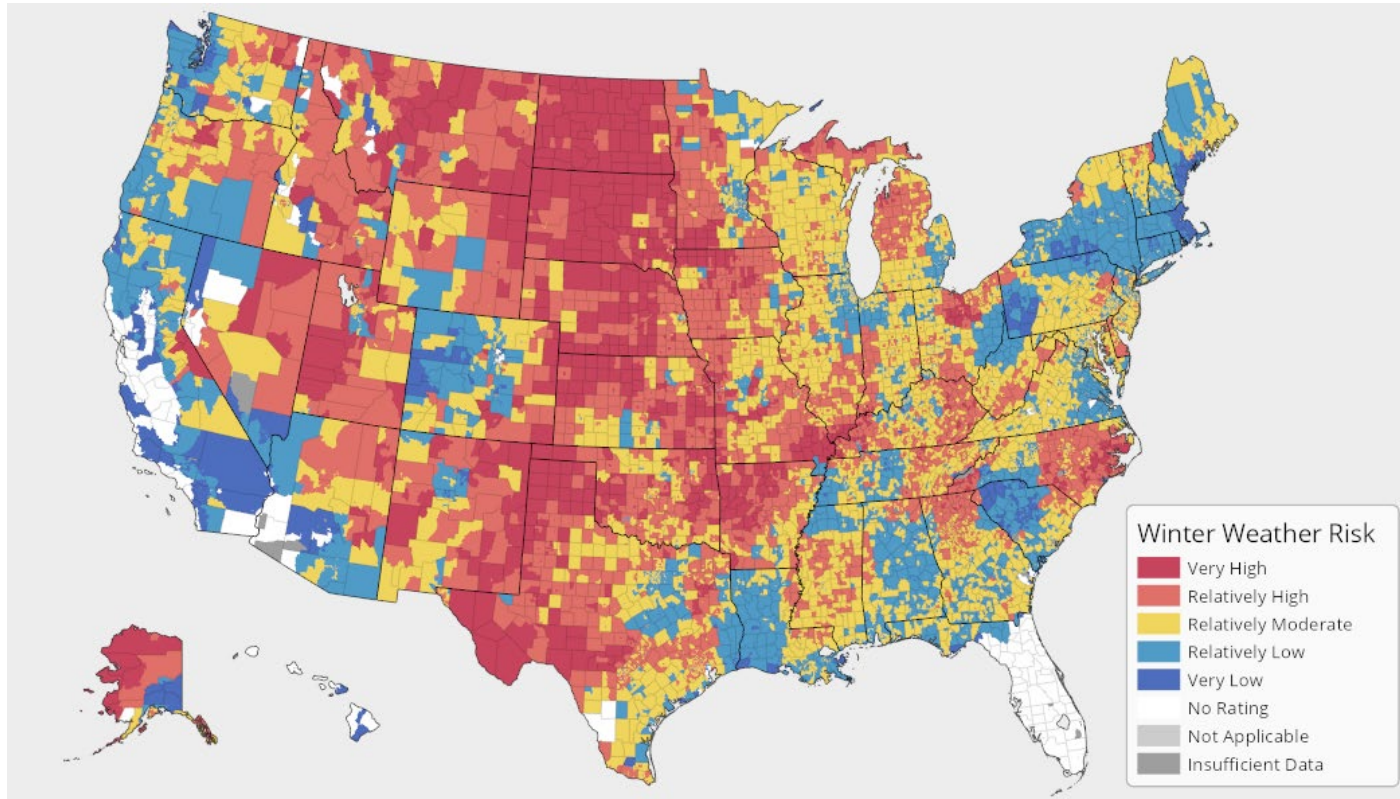 Winter Weather Risk
Very High
Relatively High
Relatively Moderate
Relatively Low
Very Low
No Rating
Not Applicable
Insufficient Data